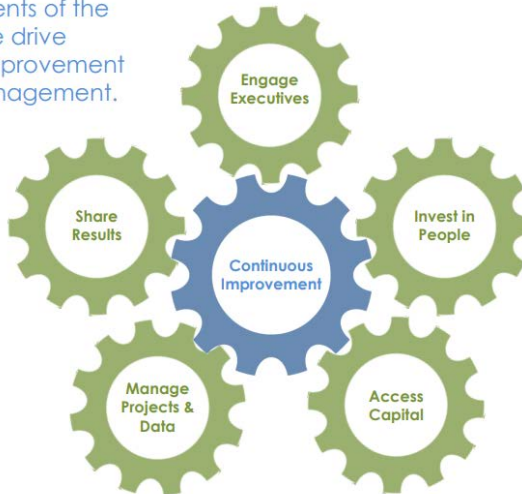 ents of the
e drive
provement
nagement.
Engage
Executives
Share
Results
Invest in
People
Continuous
Improvement
Manage
Projects &
Data
Access
Capital